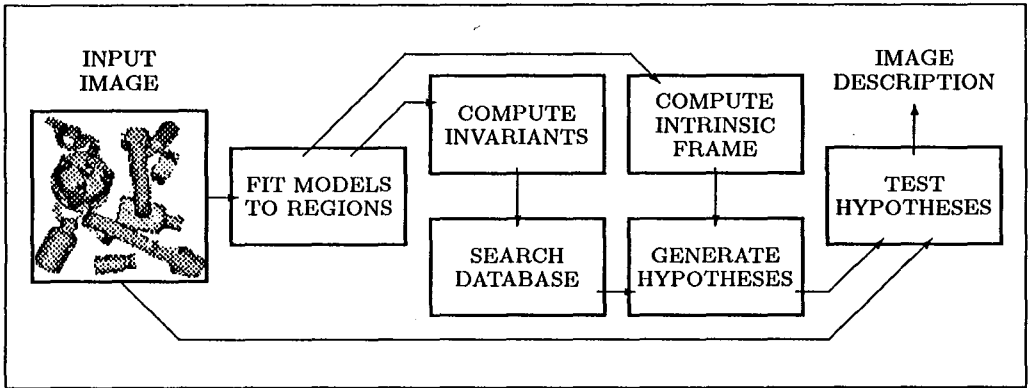 INPUT
IMAGE
FIT MODELS
TO REGIONS
COMPUTE
INVARIANTS
SEARCH
DATABASE
COMPUTE
INTRINSIC
FRAME
GENERATE
HYPOTHESES
TEST
HYPOTHESES
IMAGE
DESCRIPTION